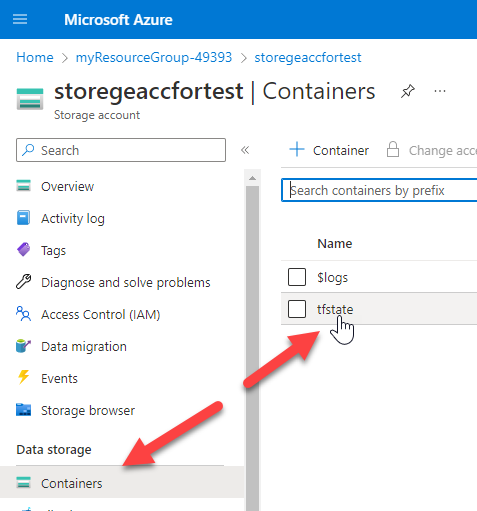 Microsoft Azure
Home > myResourceGroup-49393 > storegeaccfortest
storegeaccfortest | Containers
Storage account
Search
Overview
Activity log
Tags
Diagnose and solve problems
Access Control (IAM)
Data migration
Events
Storage browser
Data storage
Containers
+ Container
Change acc
Search containers by prefix
Name
$logs
tfstate